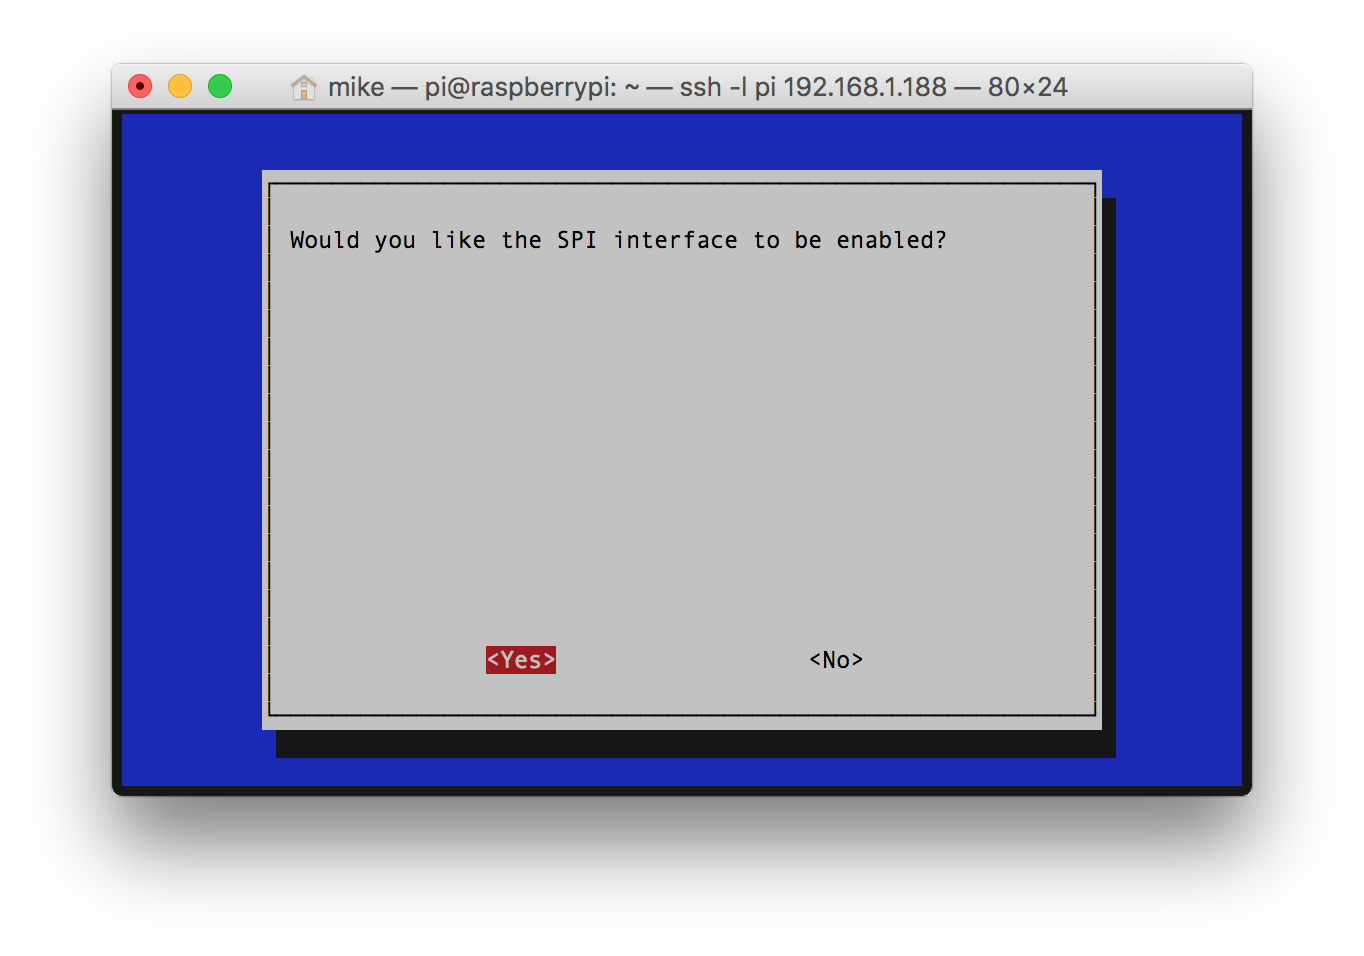 mike — pi@raspberrypi: ~ — ssh -l pi 192.168.1.188 — 80×24
Would you like the SPI interface to be enabled?
<Yes> <No>